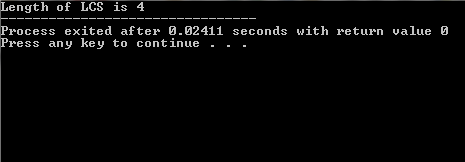 Length of LCS is 4
--------------------------------
Process exited after 0.02411 seconds with return value 0
Press any key to continue . . .